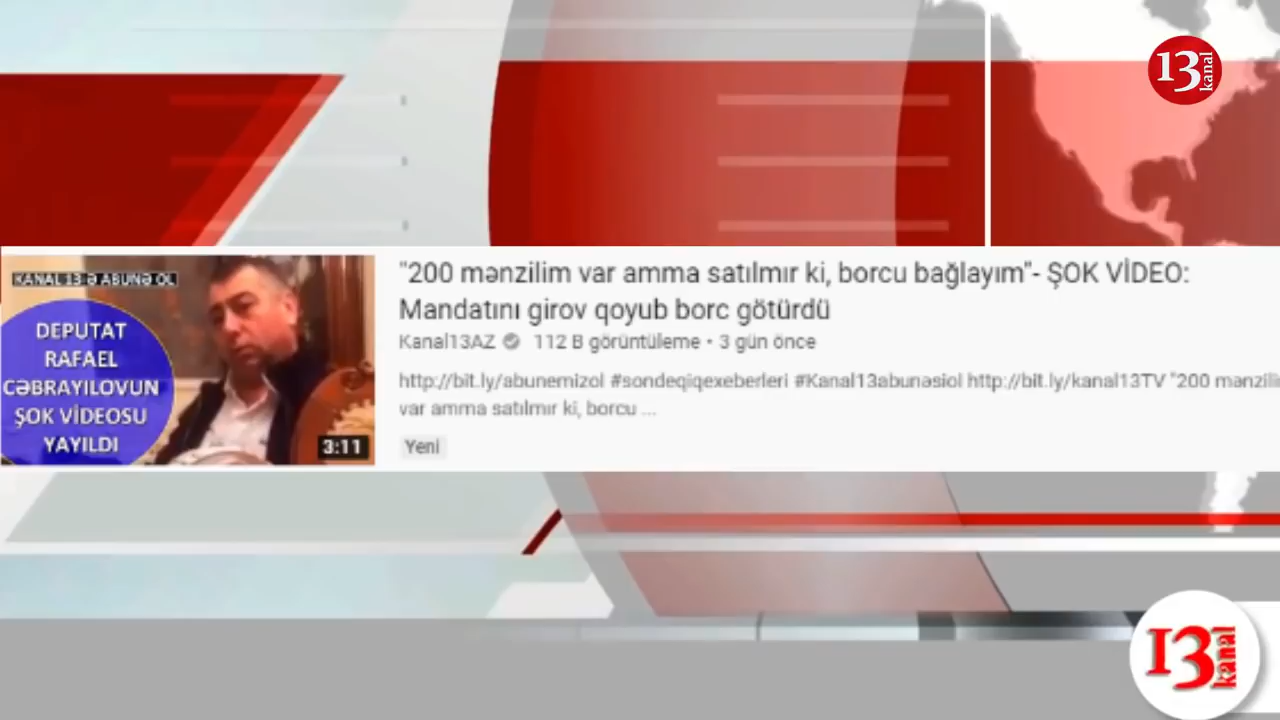 13 kanal
"200 mənzilim var amma satılmır ki, borcu bağlayım"- ŞOK VİDEO:
Mandatını girov qoyub borc götürdü
Kanal13AZ 112 B görüntüleme • 3 gün önce
http://bit.ly/abunemizol #sondeqiqexeberleri #Kanal13abunəsiol http://bit.ly/kanal13TV "200 mənzili
var amma satılmır ki, borcu ...
Yeni
KANAL 13-Ə ABUNƏ OL
DEPUTAT
RAFAEL
CƏBRAYILOVUN
ŞOK VİDEOSU
YAYILDI
3:11
13 kanal